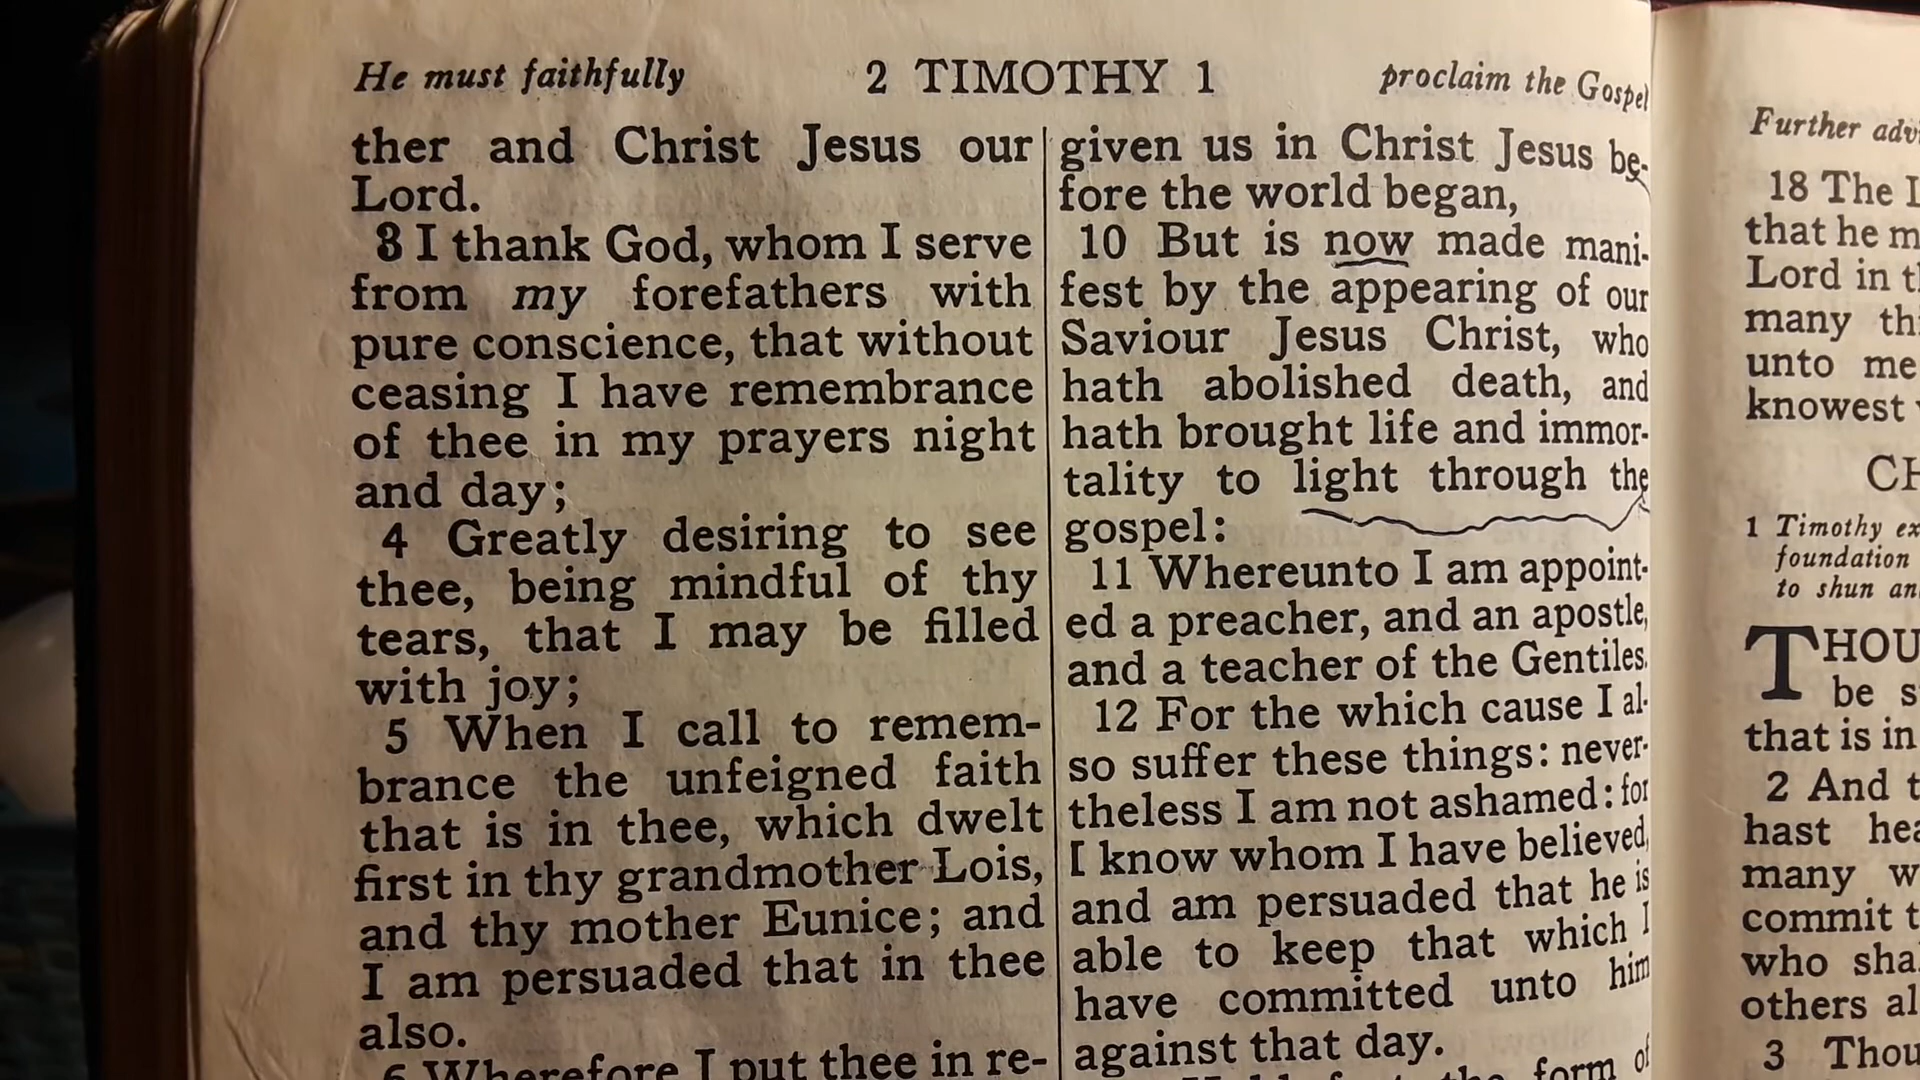 He must faithfully 2 TIMOTHY 1 proclaim the Gospel
ther and Christ Jesus our
Lord.
3 I thank God, whom I serve
from my forefathers with
pure conscience, that without
ceasing I have remembrance
of thee in my prayers night
and day;
4 Greatly desiring to see
thee, being mindful of thy
tears, that I may be filled
with joy;
5 When I call to remem-
brance the unfeigned faith
that is in thee, which dwelt
first in thy grandmother Lois,
and thy mother Eunice; and
I am persuaded that in thee
also.
6 Wherefore I put thee in re-
given us in Christ Jesus be-
fore the world began,
10 But is now made mani-
fest by the appearing of our
Saviour Jesus Christ, who
hath abolished death, and
hath brought life and immor-
tality to light through the
gospel:
11 Whereunto I am appoint-
ed a preacher, and an apostle,
and a teacher of the Gentiles.
12 For the which cause I al-
so suffer these things: never-
theless I am not ashamed: for
I know whom I have believed,
and am persuaded that he is
able to keep that which I
have committed unto him
against that day.
form of
Further
18 The
that he
Lord in
many
unto me
knowest
1 Timothy
foundation
to shun
THOU
be
that is in
2 And
hast
many
commit
who
others
3